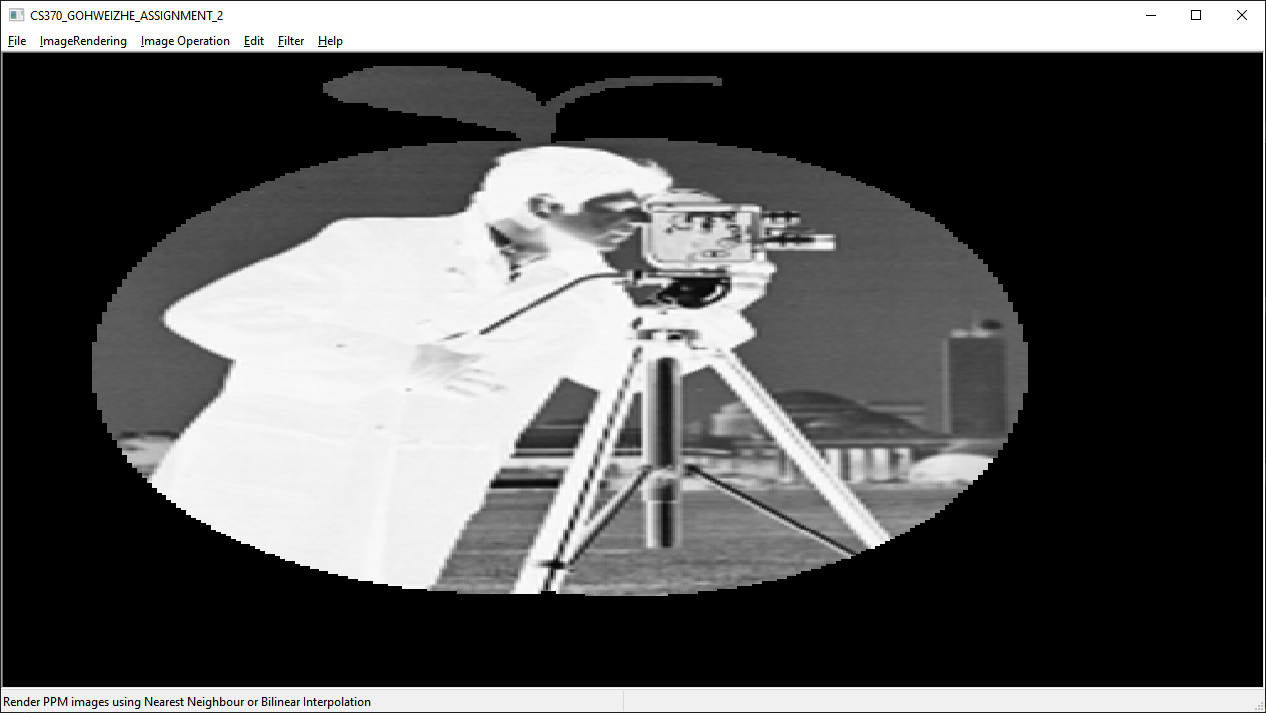 CS370_GOHWEIZHE_ASSIGNMENT_2
File ImageRendering Image Operation Edit Filter Help
Render PPM images using Nearest Neighbour or Bilinear Interpolation